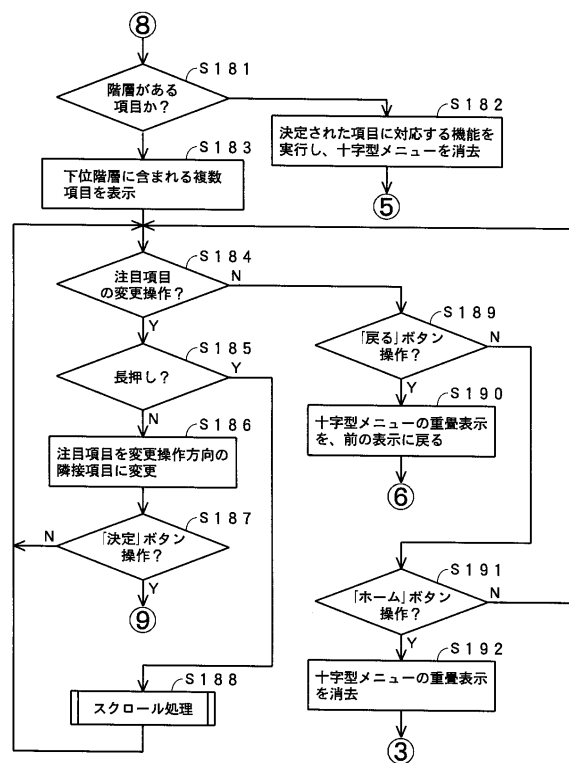 ⑧
S181
階層がある
項目か?
S182
決定された項目に対応する機能を
実行し、十字型メニューを消去
⑤
S183
下位階層に含まれる複数
項目を表示
S184
注目項目
の変更操作?
N
Y
S185
長押し?
Y
N
S186
注目項目を変更操作方向の
隣接項目に変更
S187
「決定」ボタン
操作?
N
Y
⑨
S188
スクロール処理
S189
「戻る」ボタン
操作?
N
Y
S190
十字型メニューの重畳表示
を、前の表示に戻る
⑥
S191
「ホーム」ボタン
操作?
N
Y
S192
十字型メニューの重畳表示
を消去
③